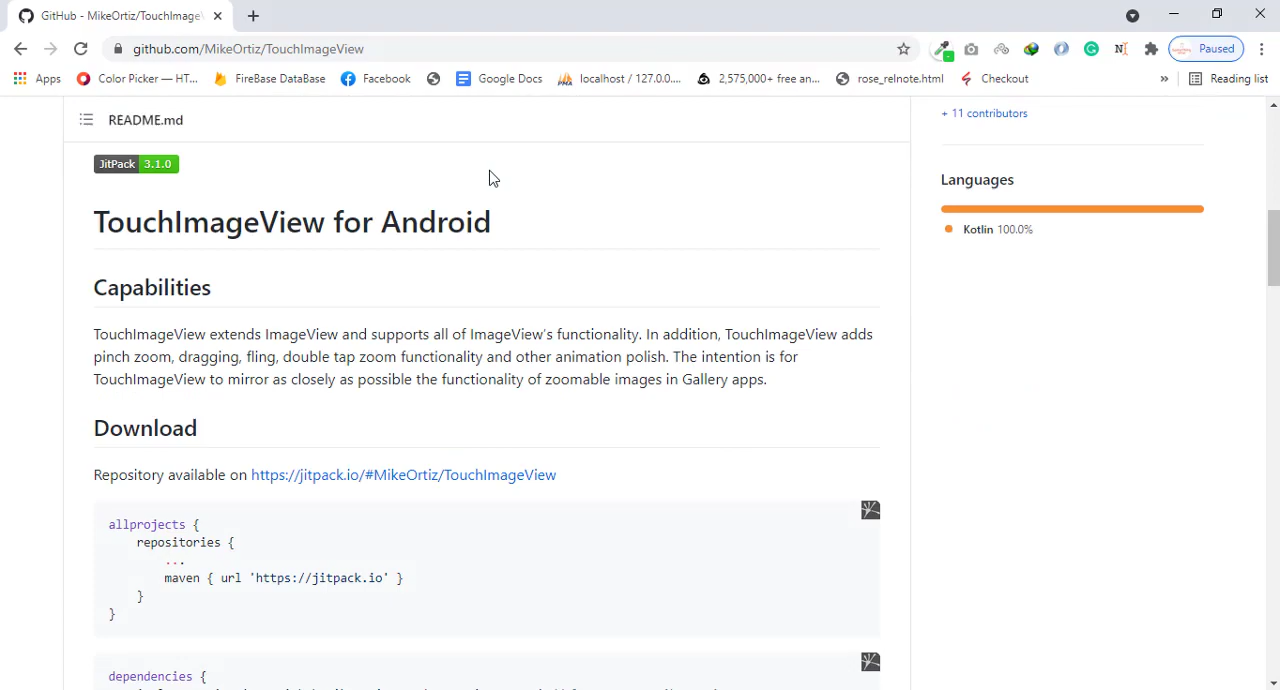 GitHub - MikeOrtiz/TouchImageV
github.com/MikeOrtiz/TouchImageView
Paused
Apps
Color Picker — HT...
FireBase DataBase
Facebook
Google Docs
localhost / 127.0.0....
2,575,000+ free an...
rose_relnote.html
Checkout
»
Reading list
README.md
+ 11 contributors
JitPack 3.1.0
Languages
Kotlin 100.0%
TouchImageView for Android
Capabilities
TouchImageView extends ImageView and supports all of ImageView's functionality. In addition, TouchImageView adds
pinch zoom, dragging, fling, double tap zoom functionality and other animation polish. The intention is for
TouchImageView to mirror as closely as possible the functionality of zoomable images in Gallery apps.
Download
Repository available on https://jitpack.io/#MikeOrtiz/TouchImageView
allprojects {
repositories {
...
maven { url 'https://jitpack.io' }
}
}
dependencies {